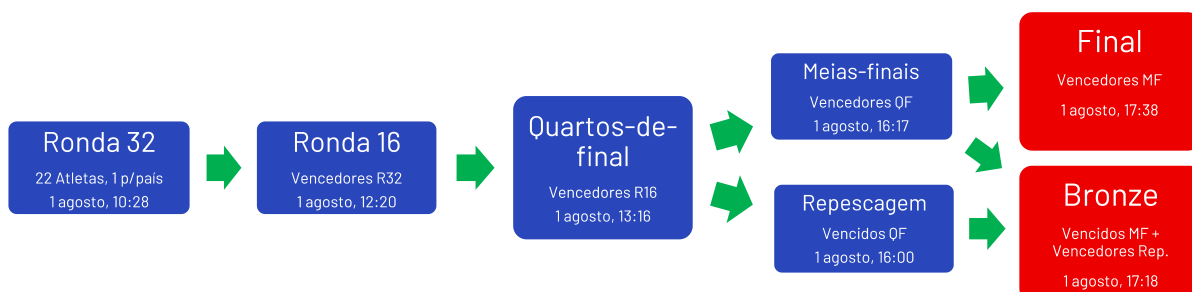 Ronda 32
22 Atletas, 1 p/país
1 agosto, 10:28
Ronda 16
Vencedores R32
1 agosto, 12:20
Quartos-de-
final
Vencedores R16
1 agosto, 13:16
Meias-finais
Vencedores QF
1 agosto, 16:17
Repescagem
Vencidos QF
1 agosto, 16:00
Final
Vencedores MF
1 agosto, 17:38
Bronze
Vencidos MF +
Vencedores Rep.
1 agosto, 17:18